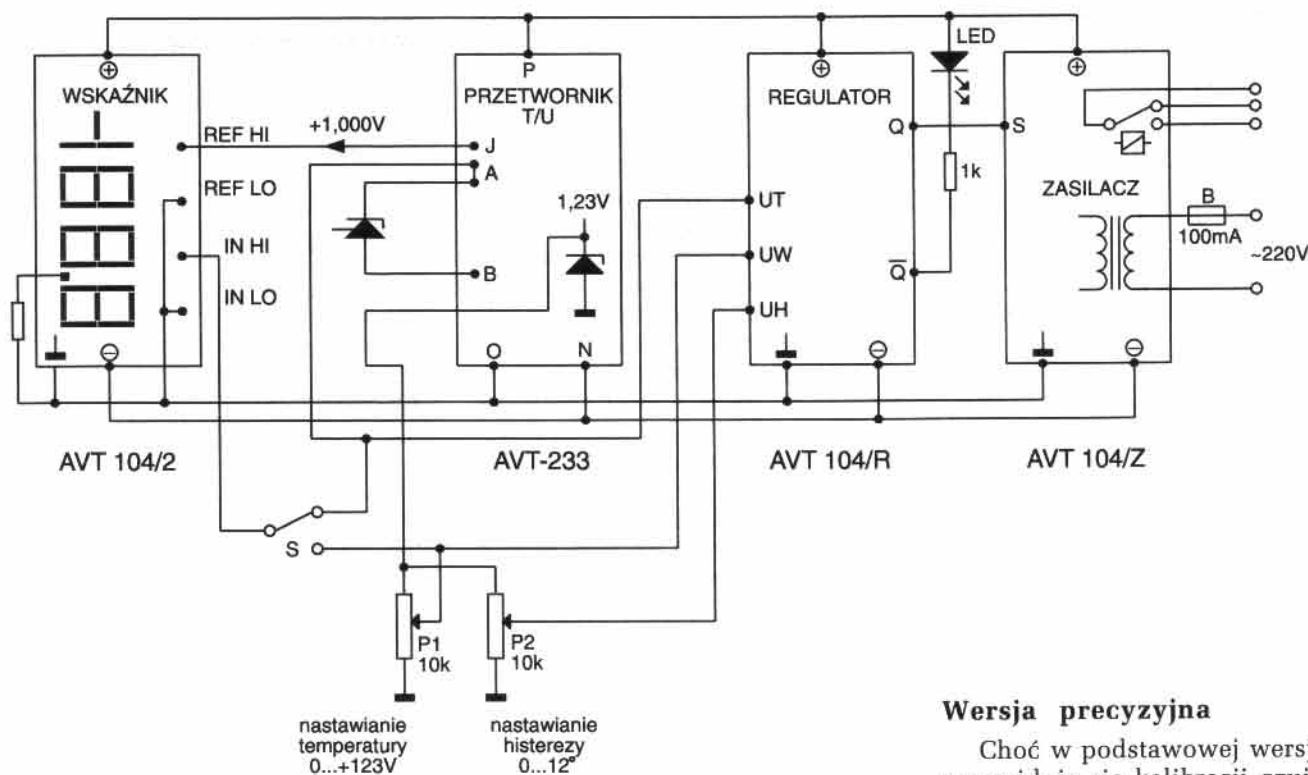 WSKAŹNIK
REF HI
REF LO
IN HI
IN LO
AVT 104/2
+1,000V
P
PRZETWORNIK
T/U
J
A
1,23V
B
O
N
AVT-233
REGULATOR
Q
UT
UW
Q
UH
AVT 104/R
LED
1k
S
ZASILACZ
B
100mA
~220V
AVT 104/Z
S
P1
10k
P2
10k
nastawianie
temperatury
0...+123V
nastawianie
histerezy
0...12°
Wersja precyzyjna
Choć w podstawowej wersj